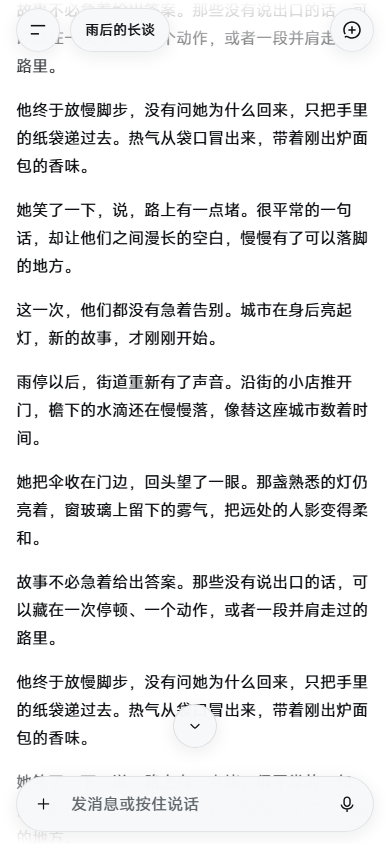 雨后的长谈
路里。
他终于放慢脚步，没有问她为什么回来，只把手里
的纸袋递过去。热气从袋口冒出来，带着刚出炉面
包的香味。
她笑了一下，说，路上有一点堵。很平常的一句
话，却让他们之间漫长的空白，慢慢有了可以落脚
的地方。
这一次，他们都没有急着告别。城市在身后亮起
灯，新的故事，才刚刚开始。
雨停以后，街道重新有了声音。沿街的小店推开
门，檐下的水滴还在慢慢落，像替这座城市数着时
间。
她把伞收在门边，回头望了一眼。那盏熟悉的灯仍
亮着，窗玻璃上留下的雾气，把远处的人影变得柔
和。
故事不必急着给出答案。那些没有说出口的话，可
以藏在一次停顿、一个动作，或者一段并肩走过的
路里。
他终于放慢脚步，没有问她为什么回来，只把手里
的纸袋递过去。热气从袋口冒出来，带着刚出炉面
包的香味。
发消息或按住说话
的地方。